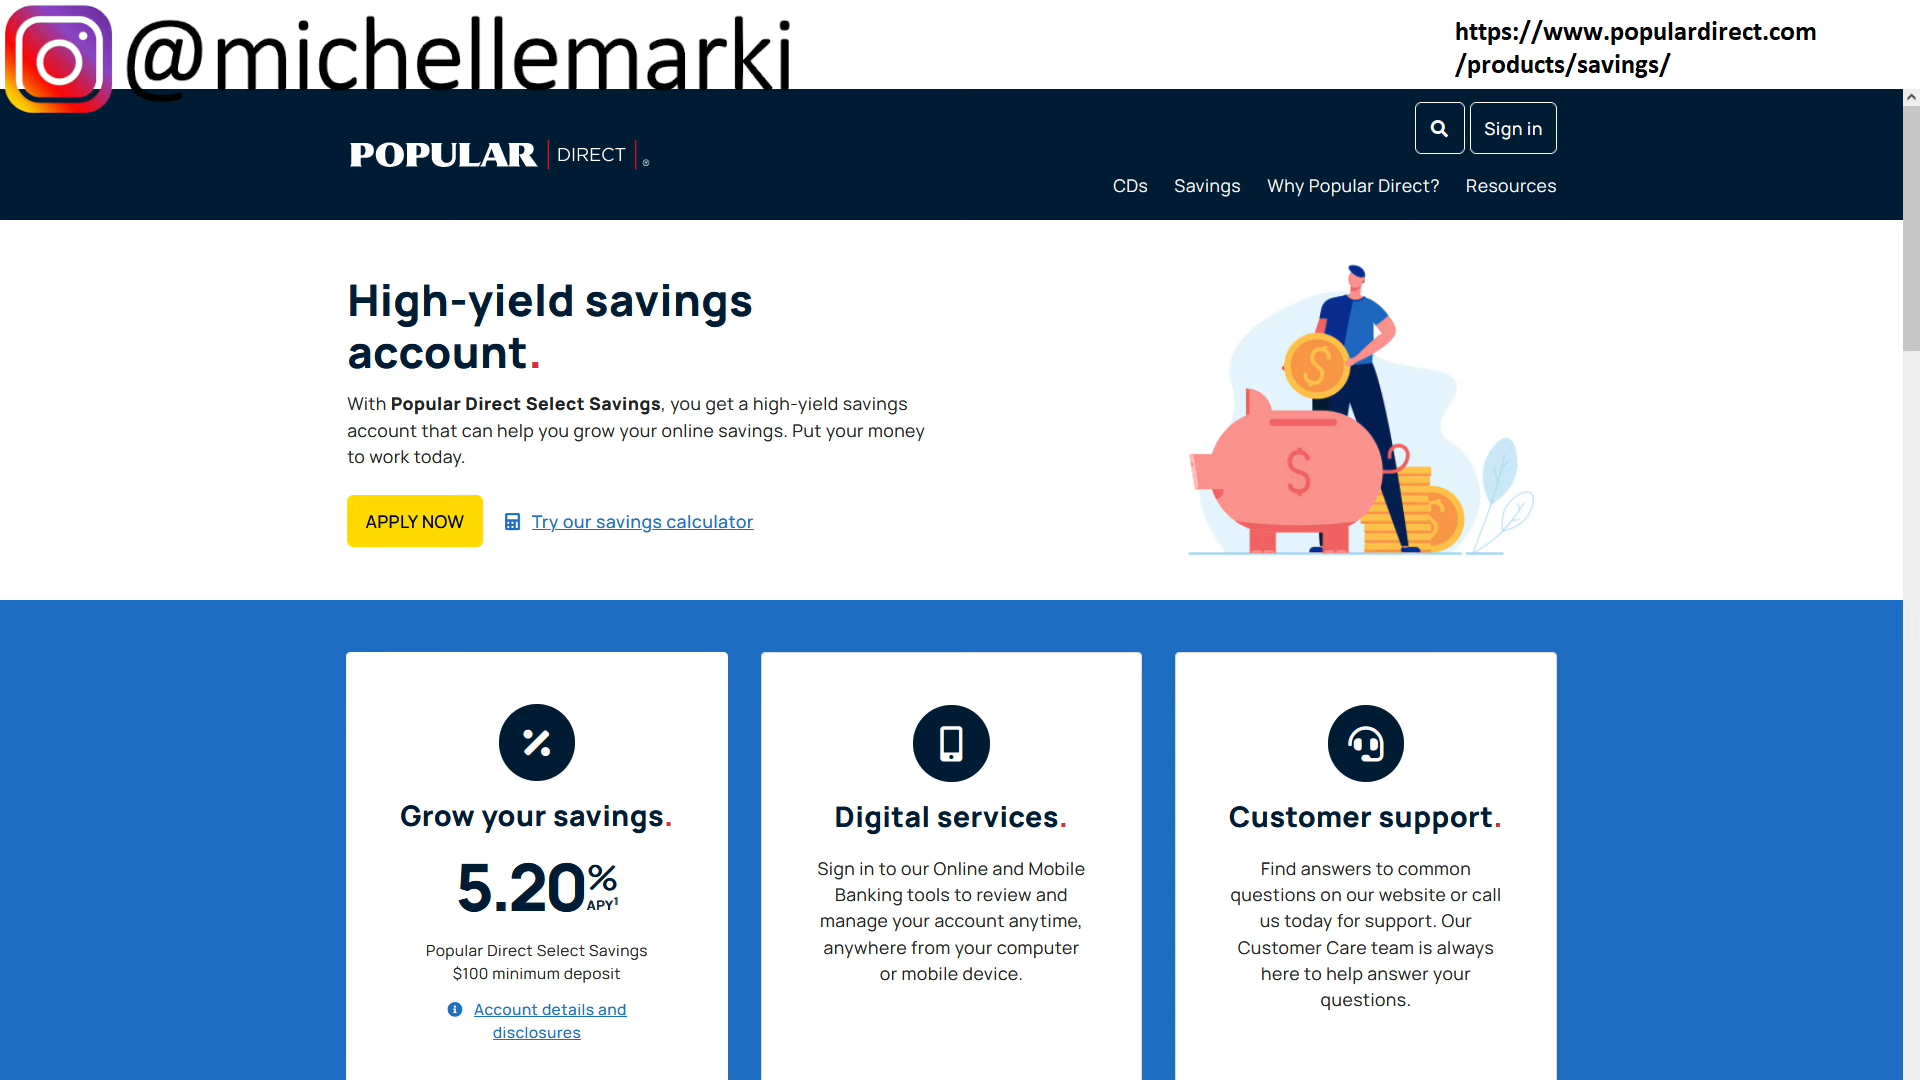 @michellemarki
https://www.populardirect.com
/products/savings/
POPULAR DIRECT ®
Sign in
CDs Savings Why Popular Direct? Resources
High-yield savings
account.
With Popular Direct Select Savings, you get a high-yield savings
account that can help you grow your online savings. Put your money
to work today.
APPLY NOW Try our savings calculator
$
$
Grow your savings.
5.20% APY¹
Popular Direct Select Savings
$100 minimum deposit
Account details and
disclosures
Digital services.
Sign in to our Online and Mobile
Banking tools to review and
manage your account anytime,
anywhere from your computer
or mobile device.
Customer support.
Find answers to common
questions on our website or call
us today for support. Our
Customer Care team is always
here to help answer your
questions.